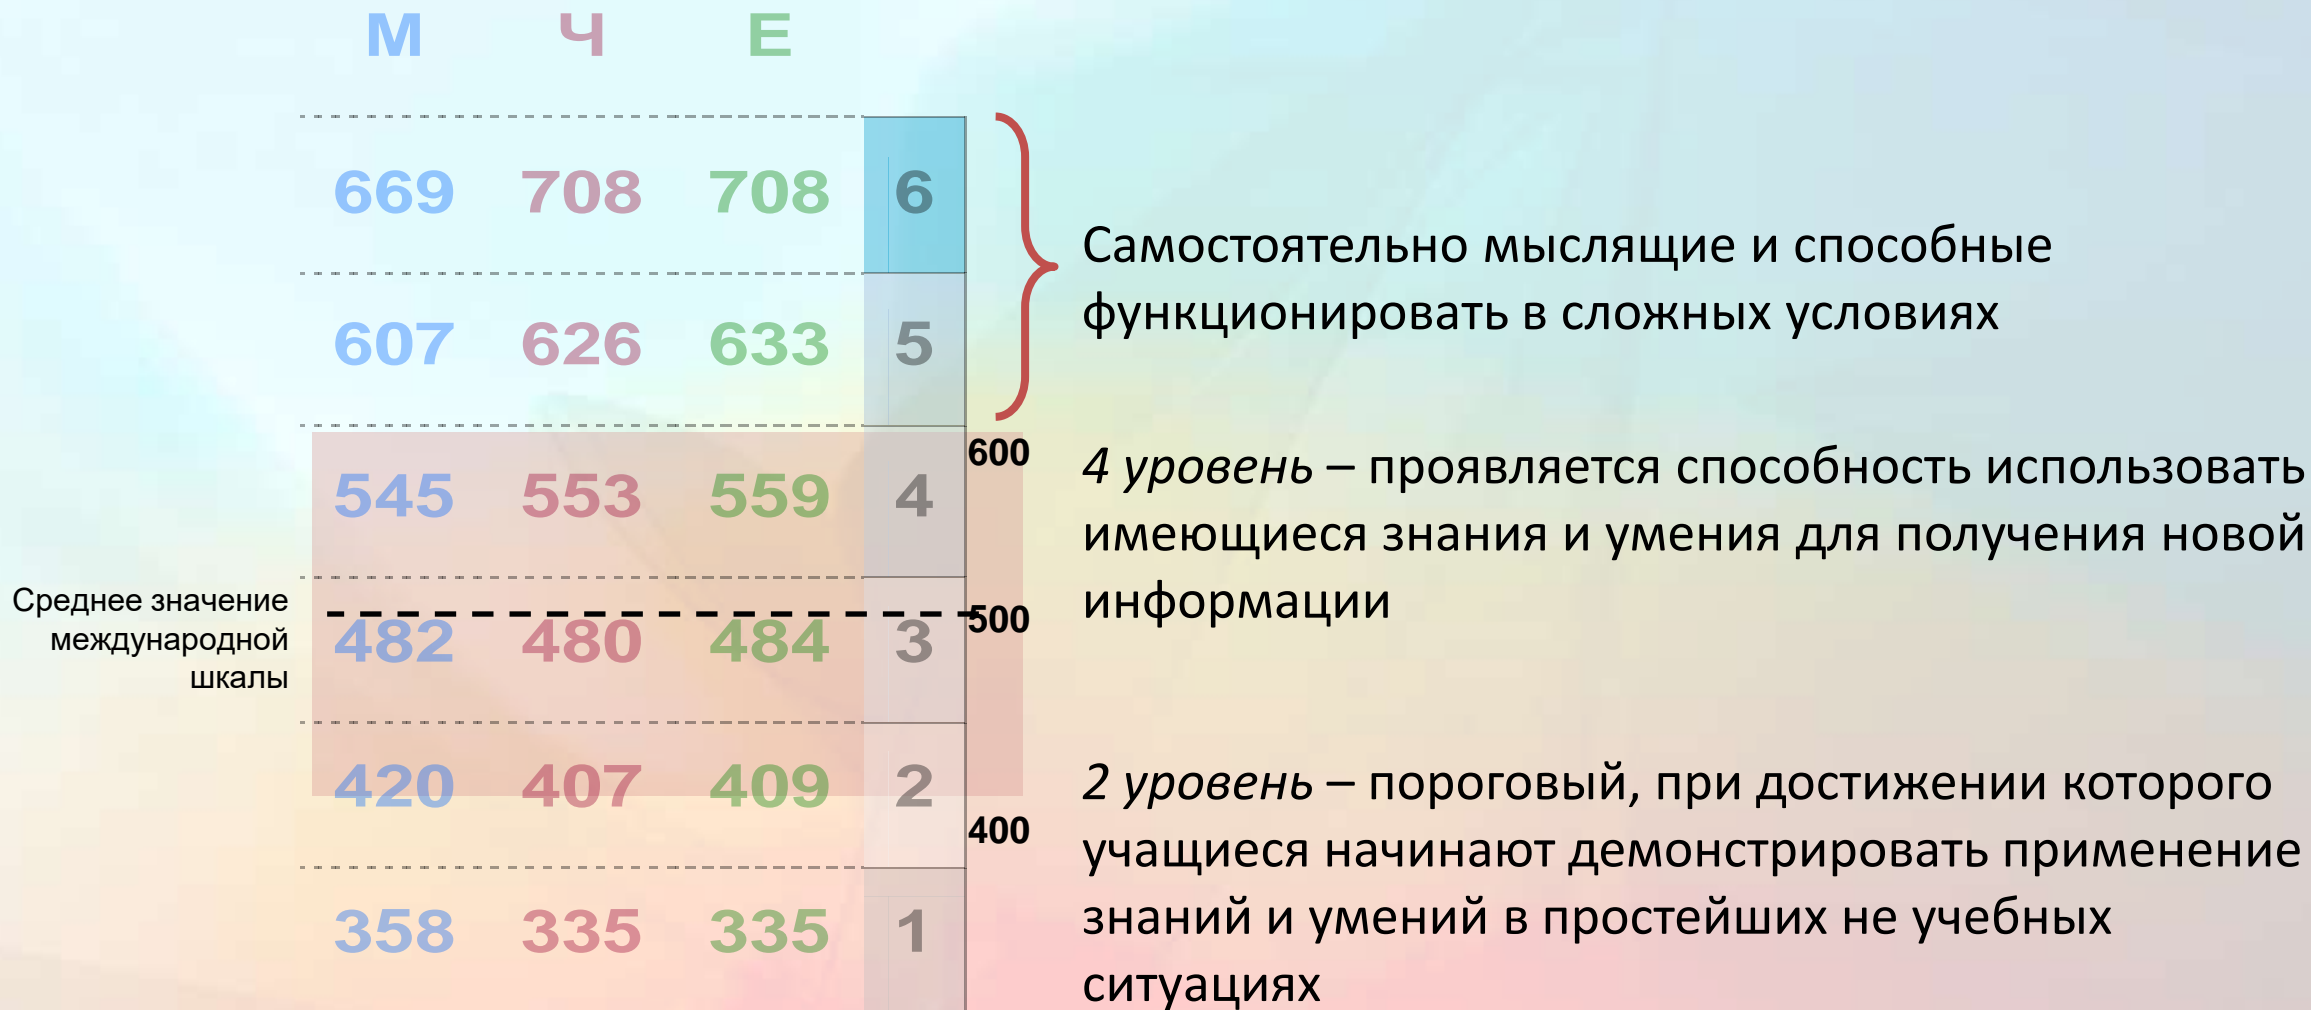 М Ч Е
669 708 708 6
607 626 633 5
Самостоятельно мыслящие и способные
функционировать в сложных условиях
600
545 553 559 4
4 уровень – проявляется способность использовать
имеющиеся знания и умения для получения новой
информации
Среднее значение
международной
шкалы
500
482 480 484 3
420 407 409 2
400
2 уровень – пороговый, при достижении которого
учащиеся начинают демонстрировать применение
знаний и умений в простейших не учебных
ситуациях
358 335 335 1